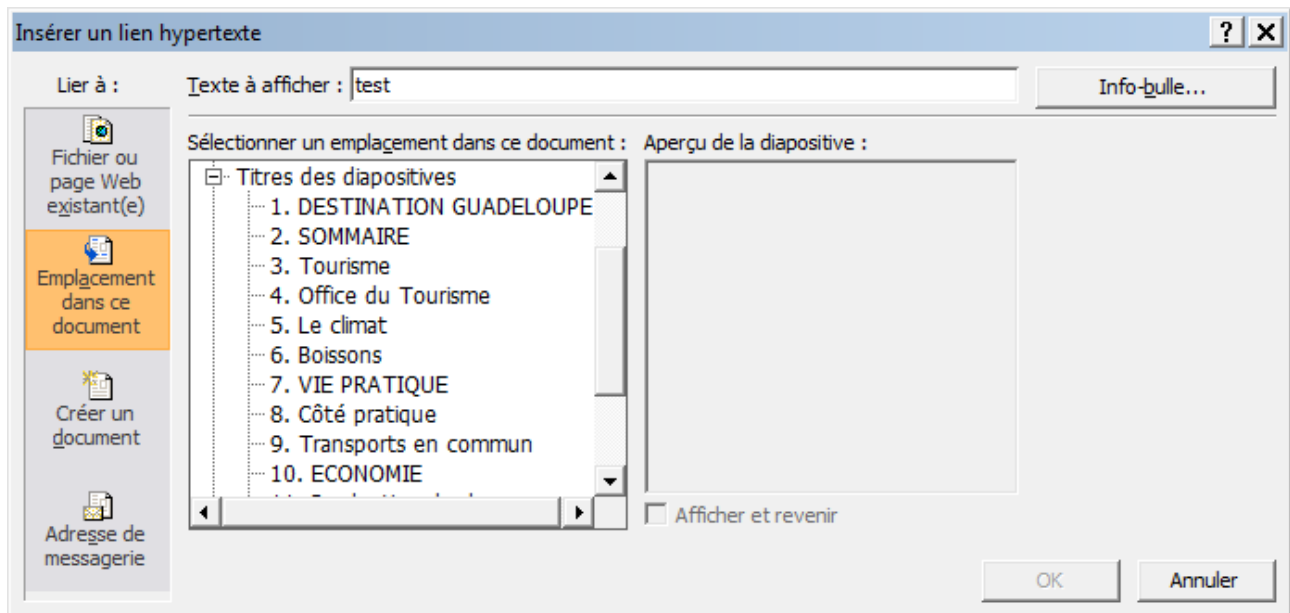 Insérer un lien hypertexte
Lier à :
Texte à afficher : test
Info-bulle...
Fichier ou
page Web
existant(e)
Emplacement
dans ce
document
Créer un
document
Adresse de
messagerie
Sélectionner un emplacement dans ce document :
Titres des diapositives
1. DESTINATION GUADELOUPE
2. SOMMAIRE
3. Tourisme
4. Office du Tourisme
5. Le climat
6. Boissons
7. VIE PRATIQUE
8. Côté pratique
9. Transports en commun
10. ECONOMIE
Aperçu de la diapositive :
Afficher et revenir
OK
Annuler